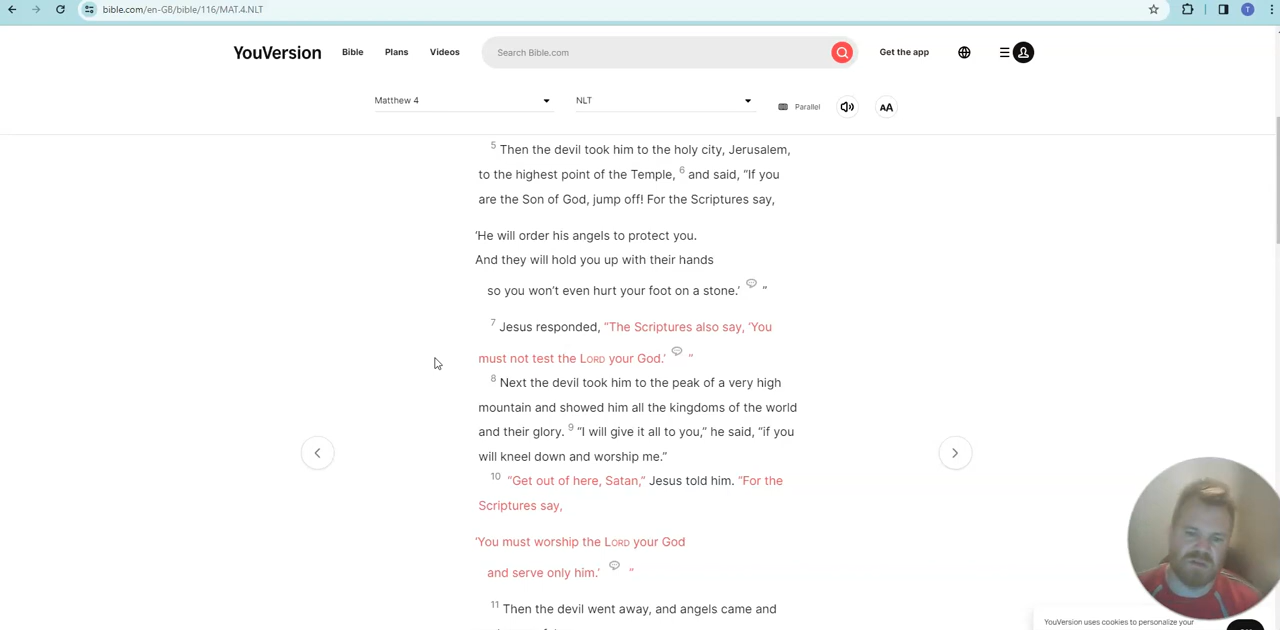 bible.com/en-GB/bible/116/MAT.4.NLT
T
YouVersion
Bible
Plans
Videos
Search Bible.com
Get the app
Matthew 4
NLT
Parallel
AA
5 Then the devil took him to the holy city, Jerusalem,
to the highest point of the Temple, 6 and said, “If you
are the Son of God, jump off! For the Scriptures say,
‘He will order his angels to protect you.
And they will hold you up with their hands
so you won’t even hurt your foot on a stone.’ ”
7 Jesus responded, “The Scriptures also say, ‘You
must not test the LORD your God.’ ”
8 Next the devil took him to the peak of a very high
mountain and showed him all the kingdoms of the world
and their glory. 9 “I will give it all to you,” he said, “if you
will kneel down and worship me.”
10 “Get out of here, Satan,” Jesus told him. “For the
Scriptures say,
‘You must worship the LORD your God
and serve only him.’ ”
11 Then the devil went away, and angels came and
YouVersion uses cookies to personalize your